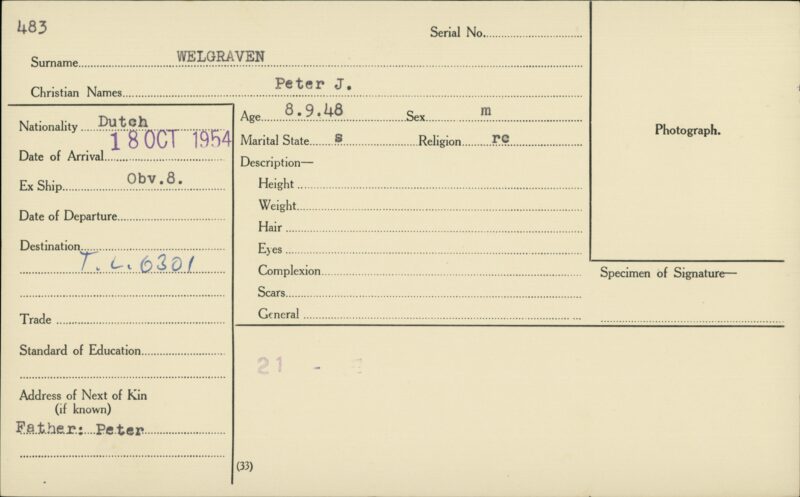 483
Serial No.
Surname WELGRAVEN
Christian Names Peter J.
Nationality Dutch
18 OCT 1954
Date of Arrival
Ex Ship Obv.8.
Date of Departure
Destination
T.L.6301
Trade
Standard of Education
Address of Next of Kin
(if known)
Father: Peter
Age 8.9.48 Sex m
Marital State s Religion rc
Description—
Height
Weight
Hair
Eyes
Complexion
Scars
General
21 -
(33)
Photograph.
Specimen of Signature—